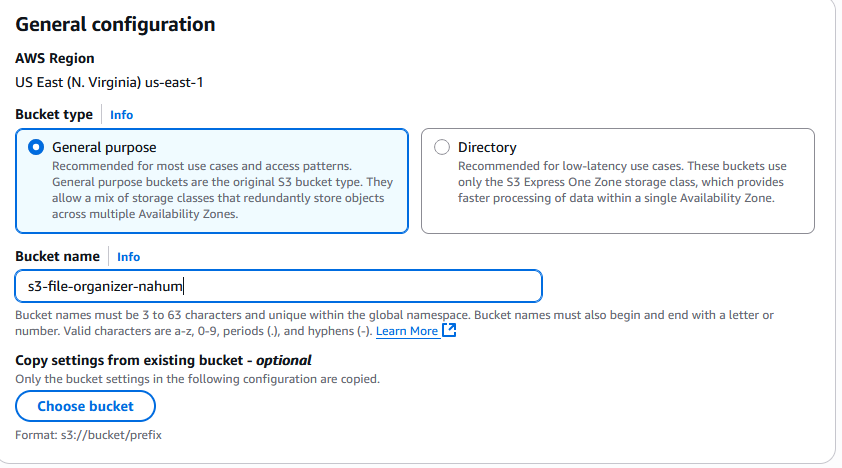 General configuration
AWS Region
US East (N. Virginia) us-east-1
Bucket type Info
General purpose
Recommended for most use cases and access patterns.
General purpose buckets are the original S3 bucket type. They
allow a mix of storage classes that redundantly store objects
across multiple Availability Zones.
Directory
Recommended for low-latency use cases. These buckets use
only the S3 Express One Zone storage class, which provides
faster processing of data within a single Availability Zone.
Bucket name Info
s3-file-organizer-nahum
Bucket names must be 3 to 63 characters and unique within the global namespace. Bucket names must also begin and end with a letter or
number. Valid characters are a-z, 0-9, periods (.), and hyphens (-). Learn More
Copy settings from existing bucket - optional
Only the bucket settings in the following configuration are copied.
Choose bucket
Format: s3://bucket/prefix